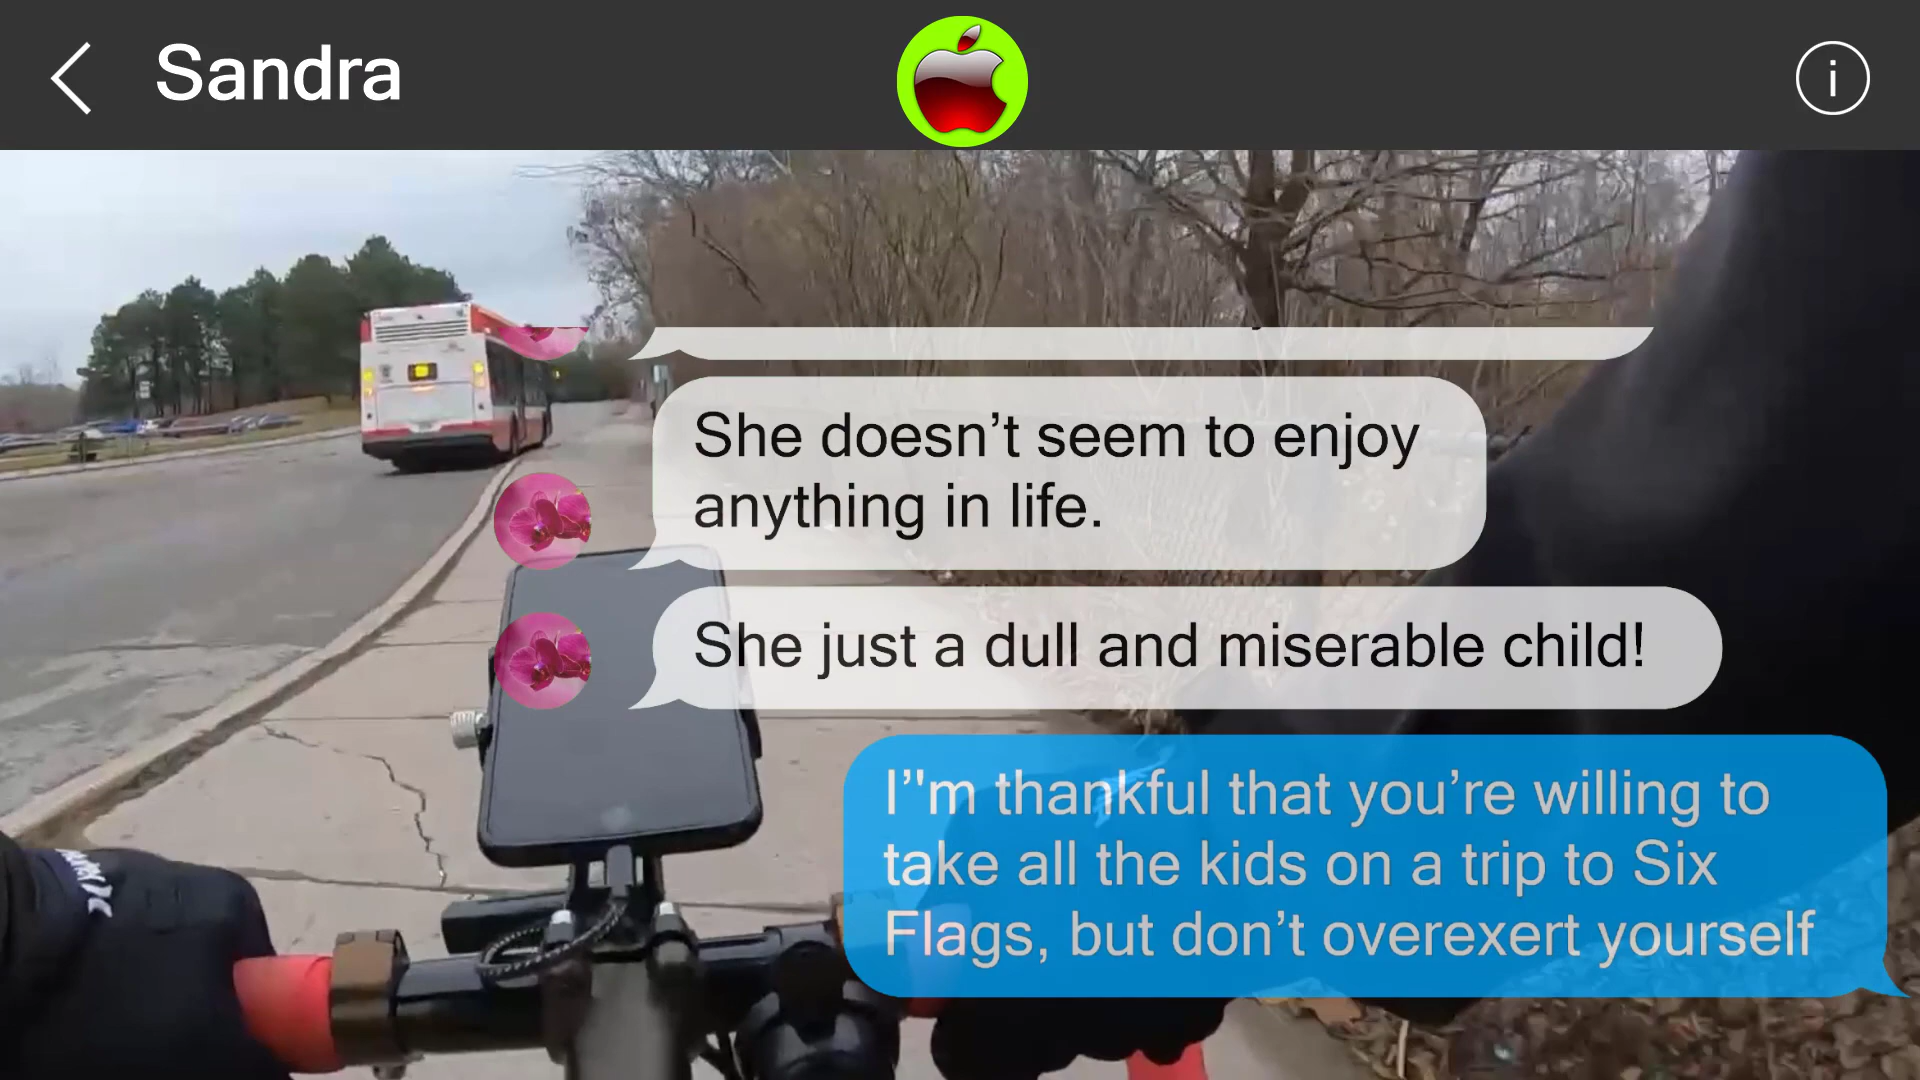 Sandra
She doesn’t seem to enjoy
anything in life.
She just a dull and miserable child!
I’'m thankful that you’re willing to
take all the kids on a trip to Six
Flags, but don’t overexert yourself